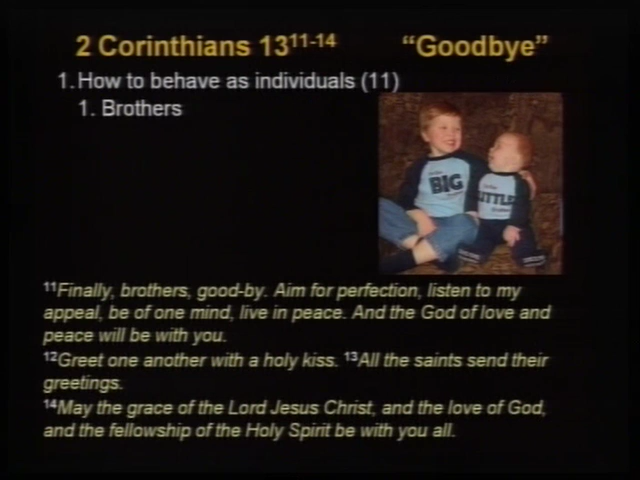 2 Corinthians 13¹¹⁻¹⁴ “Goodbye”
1. How to behave as individuals (11)
1. Brothers
BIG
LITTLE
¹¹Finally, brothers, good-by. Aim for perfection, listen to my
appeal, be of one mind, live in peace. And the God of love and
peace will be with you.
¹²Greet one another with a holy kiss. ¹³All the saints send their
greetings.
¹⁴May the grace of the Lord Jesus Christ, and the love of God,
and the fellowship of the Holy Spirit be with you all.